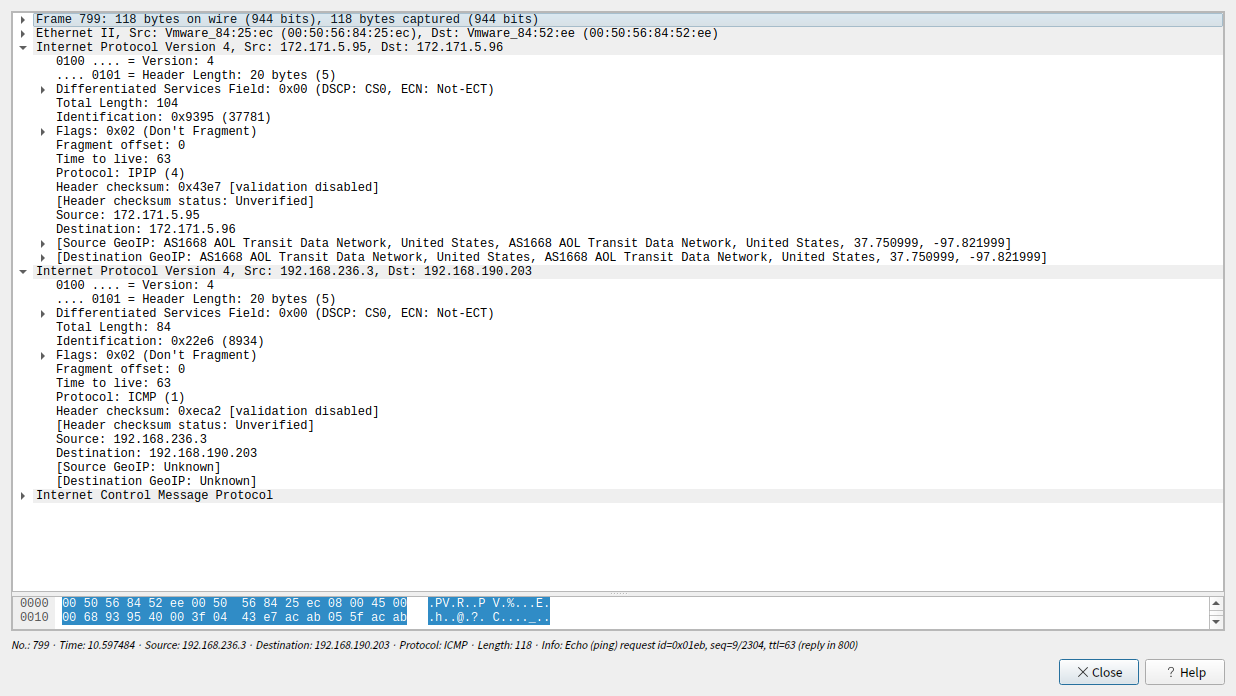 Frame 799: 118 bytes on wire (944 bits), 118 bytes captured (944 bits)
Ethernet II, Src: Vmware_84:25:ec (00:50:56:84:25:ec), Dst: Vmware_84:52:ee (00:50:56:84:52:ee)
Internet Protocol Version 4, Src: 172.171.5.95, Dst: 172.171.5.96
0100 .... = Version: 4
.... 0101 = Header Length: 20 bytes (5)
Differentiated Services Field: 0x00 (DSCP: CS0, ECN: Not-ECT)
Total Length: 104
Identification: 0x9395 (37781)
Flags: 0x02 (Don't Fragment)
Fragment offset: 0
Time to live: 63
Protocol: IPIP (4)
Header checksum: 0x43e7 [validation disabled]
[Header checksum status: Unverified]
Source: 172.171.5.95
Destination: 172.171.5.96
[Source GeoIP: AS1668 AOL Transit Data Network, United States, AS1668 AOL Transit Data Network, United States, 37.750999, -97.821999]
[Destination GeoIP: AS1668 AOL Transit Data Network, United States, AS1668 AOL Transit Data Network, United States, 37.750999, -97.821999]
Internet Protocol Version 4, Src: 192.168.236.3, Dst: 192.168.190.203
0100 .... = Version: 4
.... 0101 = Header Length: 20 bytes (5)
Differentiated Services Field: 0x00 (DSCP: CS0, ECN: Not-ECT)
Total Length: 84
Identification: 0x22e6 (8934)
Flags: 0x02 (Don't Fragment)
Fragment offset: 0
Time to live: 63
Protocol: ICMP (1)
Header checksum: 0xeca2 [validation disabled]
[Header checksum status: Unverified]
Source: 192.168.236.3
Destination: 192.168.190.203
[Source GeoIP: Unknown]
[Destination GeoIP: Unknown]
Internet Control Message Protocol
0000 00 50 56 84 52 ee 00 50 56 84 25 ec 08 00 45 00 .PV.R..P V.%...E.
0010 00 68 93 95 40 00 3f 04 43 e7 ac ab 05 5f ac ab .h..@.?. C...._..
No.: 799 · Time: 10.597484 · Source: 192.168.236.3 · Destination: 192.168.190.203 · Protocol: ICMP · Length: 118 · Info: Echo (ping) request id=0x01eb, seq=9/2304, ttl=63 (reply in 800)
Close ? Help